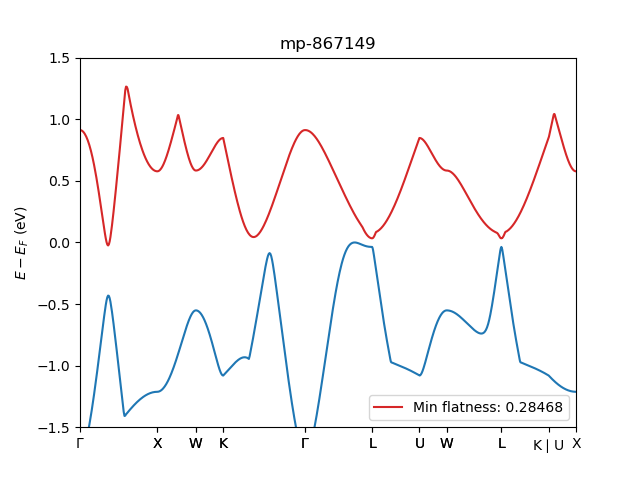 mp-867149
E − E_F (eV)
1.5
1.0
0.5
0.0
−0.5
−1.0
−1.5
Min flatness: 0.28468
Γ X W K Γ L U W L K | U X